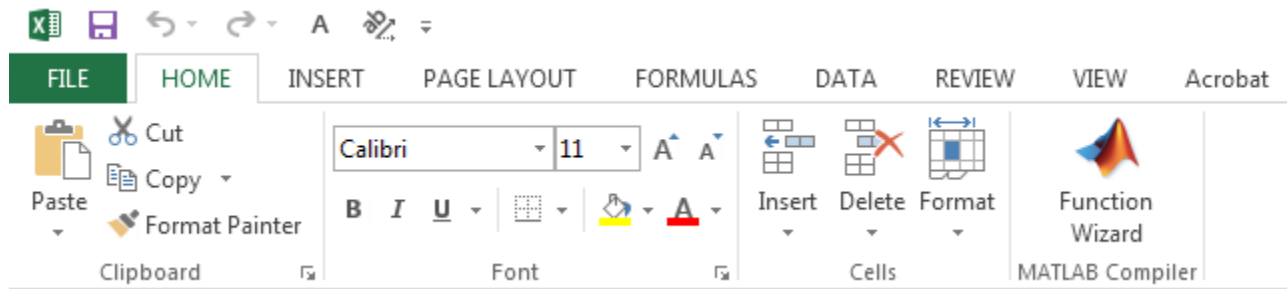 A
FILE HOME INSERT PAGE LAYOUT FORMULAS DATA REVIEW VIEW Acrobat
Paste
Cut
Copy
Format Painter
Clipboard
Calibri 11 A A
B I U A
Font
Insert Delete Format
Cells
Function
Wizard
MATLAB Compiler